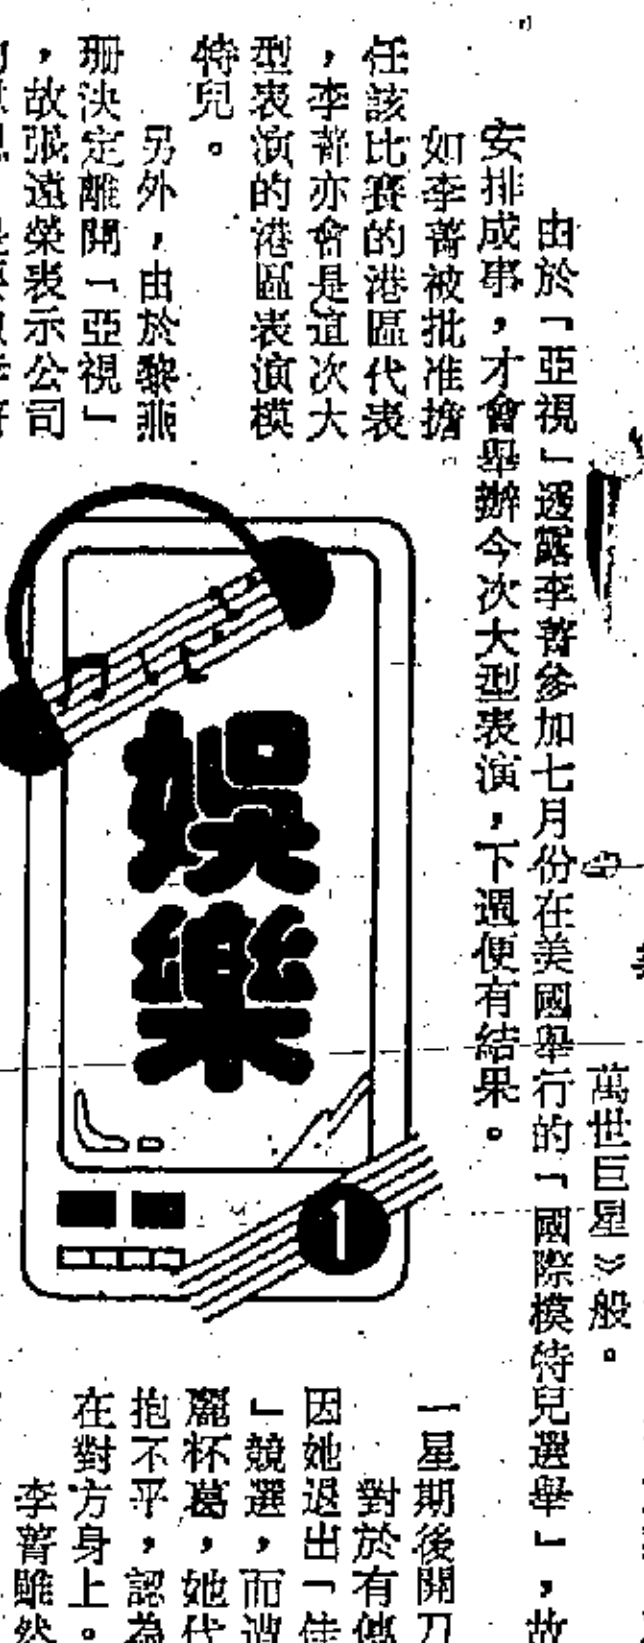 萬世巨星》般。
由於「亞視」透露李菁參加七月份在美國舉行的「國際模特兒選舉」,故
安排成事,才會舉辦今次大型表演,下週便有結果。
如李菁被批准擔
任該比賽的港區代表
,李菁亦會是這次大
型表演的港區表演模
特兒。
另外,由於黎燕
珊決定離開「亞視」
,故張遠榮表示公司
娛樂
1
一星期後開刀
對於有傳
因她退出「佳
」競選,而遭
麗杯葛,她代
抱不平,認為
在對方身上。
李菁雖然